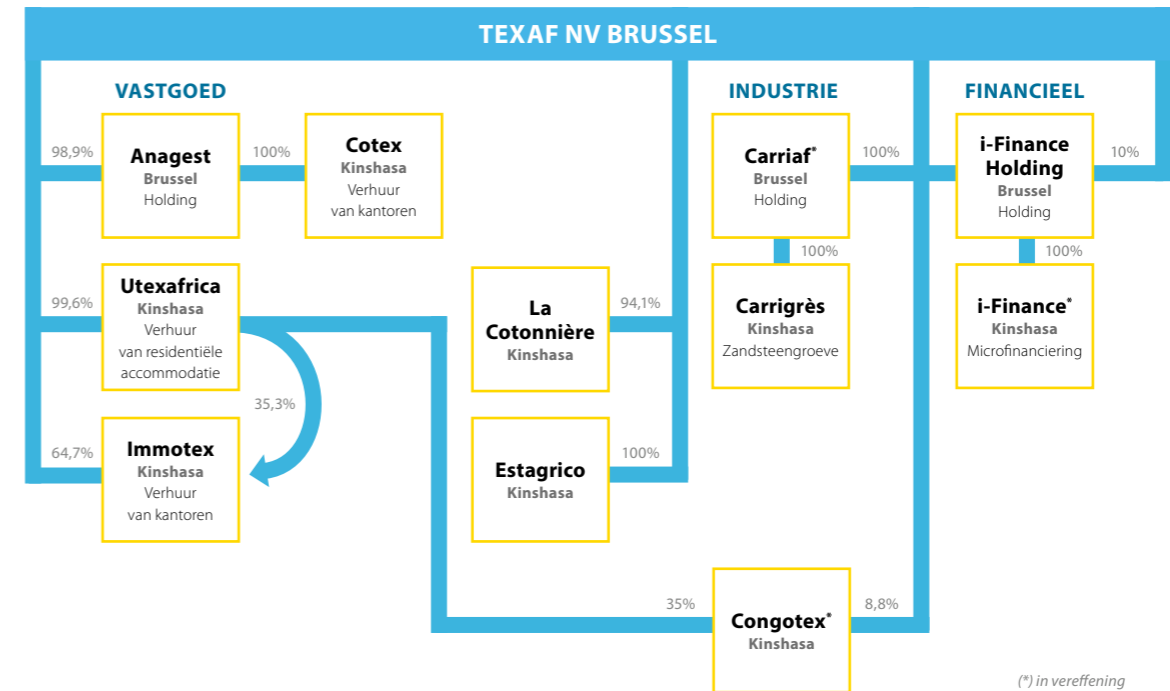 TEXAF NV BRUSSEL
VASTGOED
INDUSTRIE
FINANCIEEL
98,9%
Anagest
Brussel
Holding
100%
Cotex
Kinshasa
Verhuur
van kantoren
Carriaf*
Brussel
Holding
100%
i-Finance
Holding
Brussel
Holding
10%
99,6%
Utexafrica
Kinshasa
Verhuur
van residentiële
accommodatie
La
Cotonnière
Kinshasa
94,1%
100%
Carrigrès
Kinshasa
Zandsteengroeve
100%
i-Finance*
Kinshasa
Microfinanciering
35,3%
64,7%
Immotex
Kinshasa
Verhuur
van kantoren
Estagrico
Kinshasa
100%
35%
Congotex*
Kinshasa
8,8%
(*) in vereffening